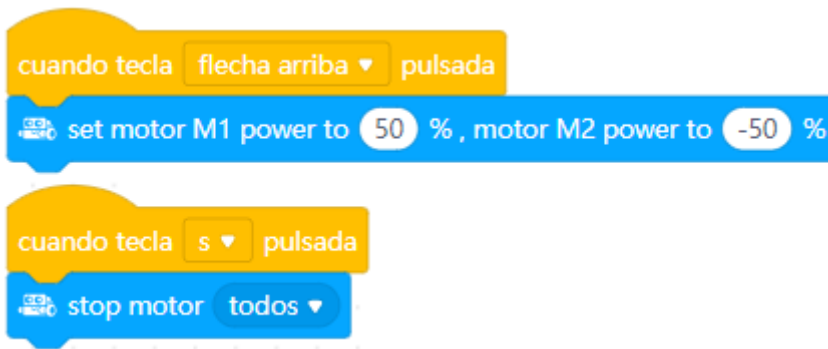 cuando tecla flecha arriba pulsada
set motor M1 power to 50 % , motor M2 power to -50 %
cuando tecla s pulsada
stop motor todos